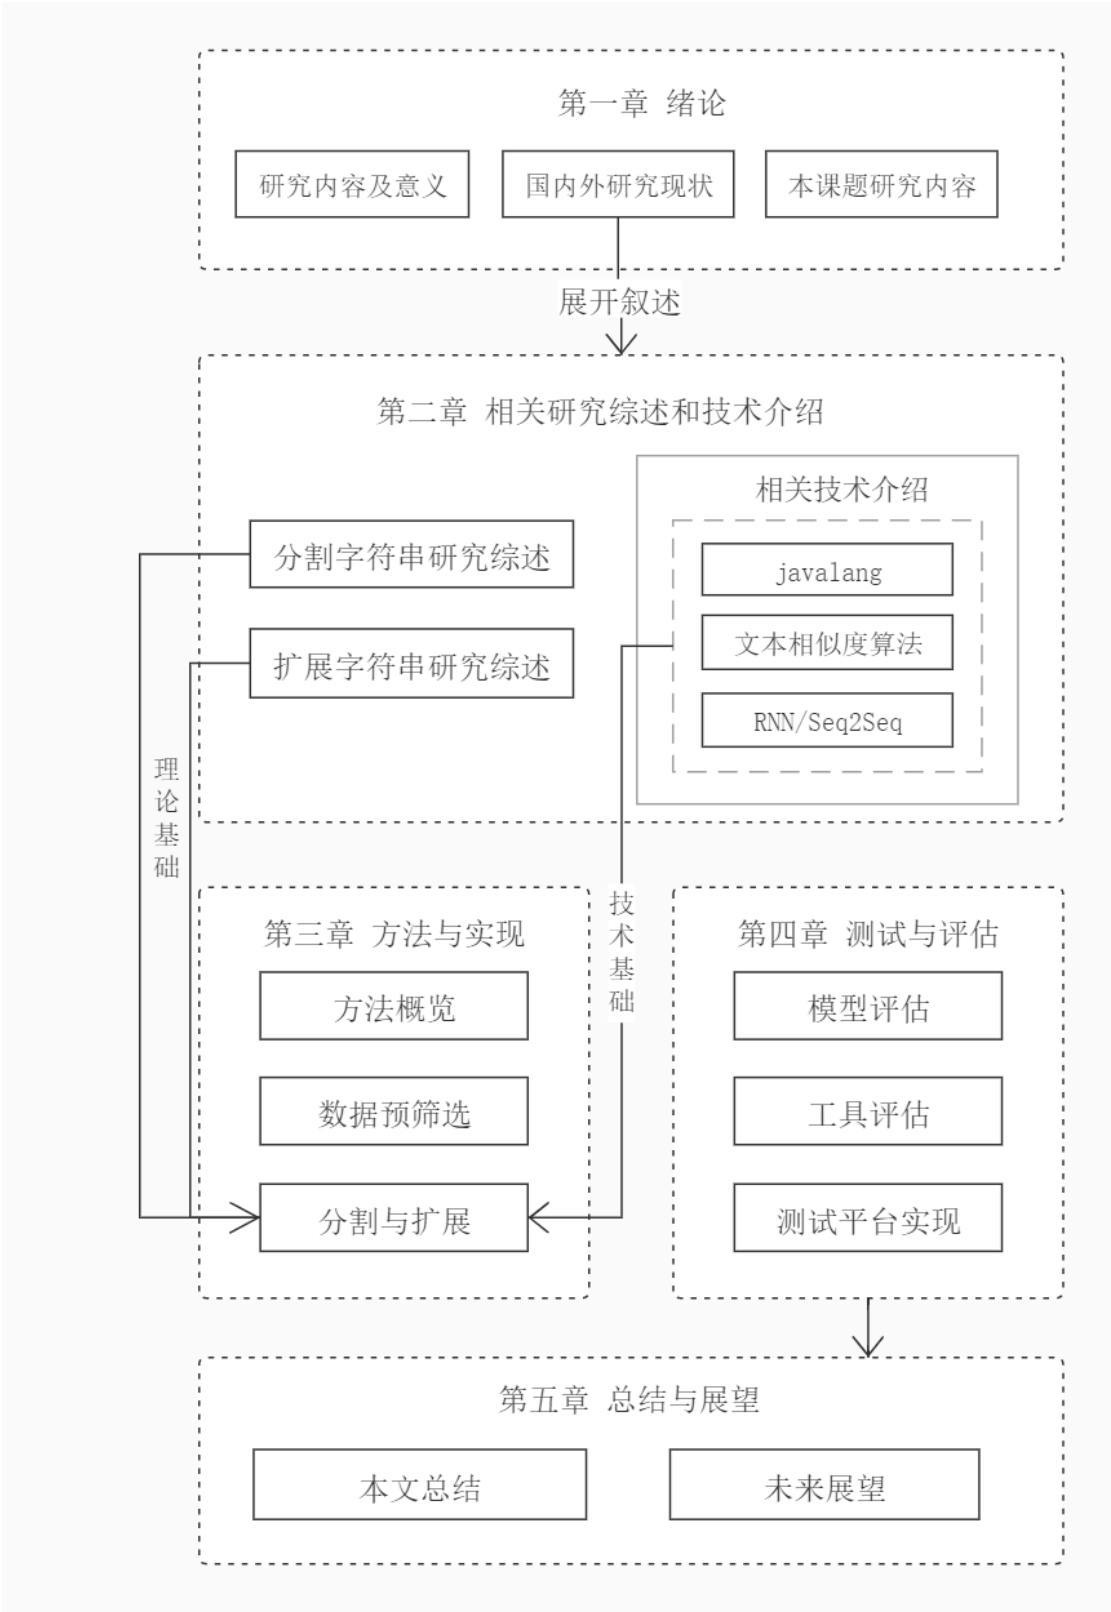 第一章 绪论
研究内容及意义
国内外研究现状
本课题研究内容
展开叙述
第二章 相关研究综述和技术介绍
分割字符串研究综述
扩展字符串研究综述
相关技术介绍
javalang
文本相似度算法
RNN/Seq2Seq
理论基础
技术基础
第三章 方法与实现
方法概览
数据预筛选
分割与扩展
第四章 测试与评估
模型评估
工具评估
测试平台实现
第五章 总结与展望
本文总结
未来展望